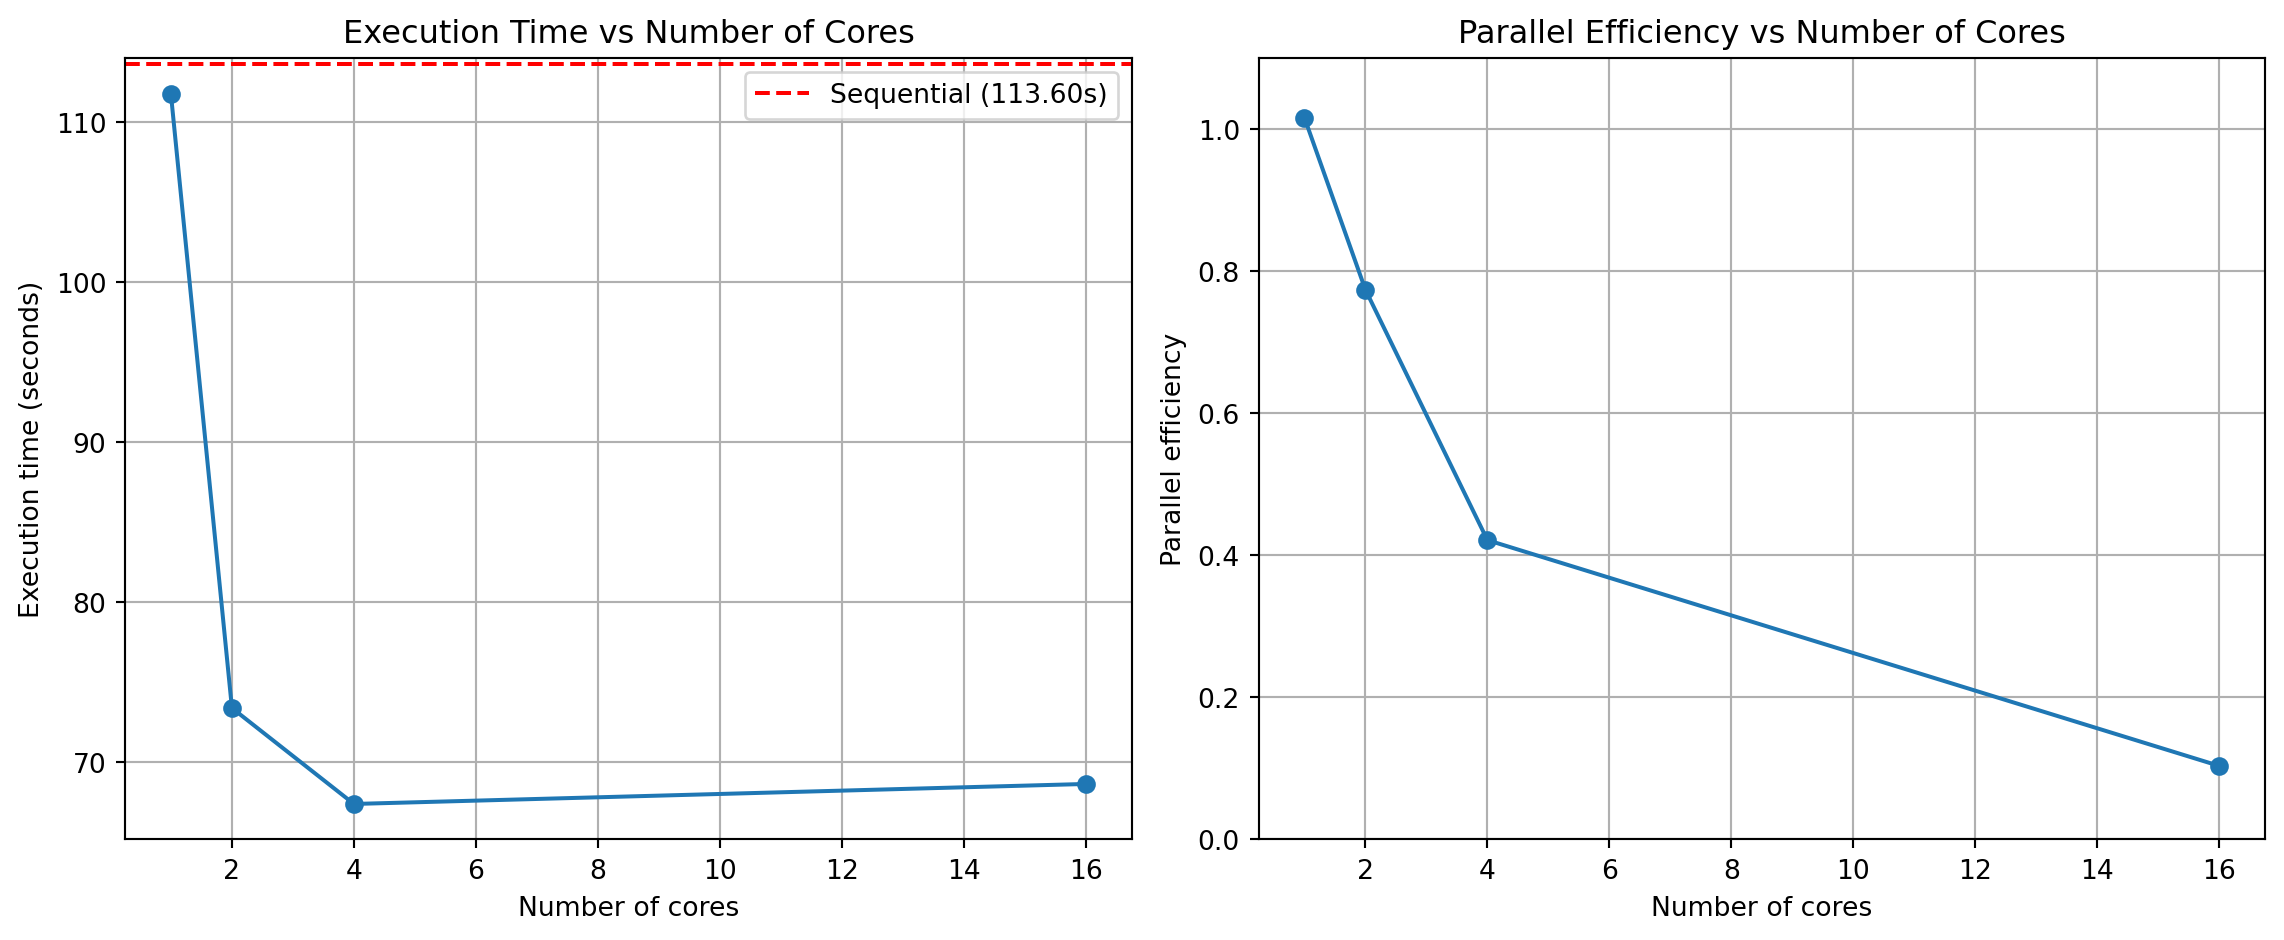 Execution Time vs Number of Cores
Sequential (113.60s)
110
100
90
80
70
Execution time (seconds)
2 4 6 8 10 12 14 16
Number of cores
Parallel Efficiency vs Number of Cores
1.0
0.8
0.6
0.4
0.2
0.0
Parallel efficiency
2 4 6 8 10 12 14 16
Number of cores